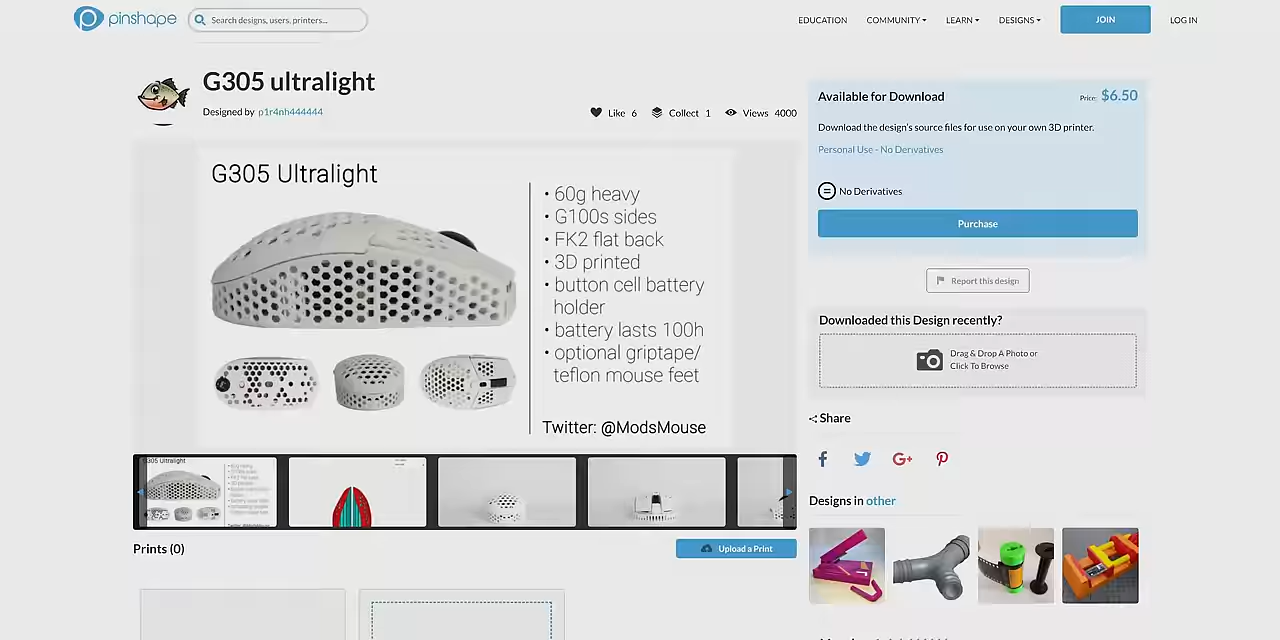 pinshape
Search designs, users, printers...
EDUCATION
COMMUNITY
LEARN
DESIGNS
JOIN
LOG IN
G305 ultralight
Designed by p1r4nh444444
Like 6
Collect 1
Views 4000
G305 Ultralight
• 60g heavy
• G100s sides
• FK2 flat back
• 3D printed
• button cell battery
holder
• battery lasts 100h
• optional griptape/
teflon mouse feet
Twitter: @ModsMouse
Available for Download
Price: $6.50
Download the design's source files for use on your own 3D printer.
Personal Use - No Derivatives
No Derivatives
Purchase
Report this design
Downloaded this Design recently?
Drag & Drop A Photo or
Click To Browse
Share
Designs in other
Prints (0)
Upload a Print